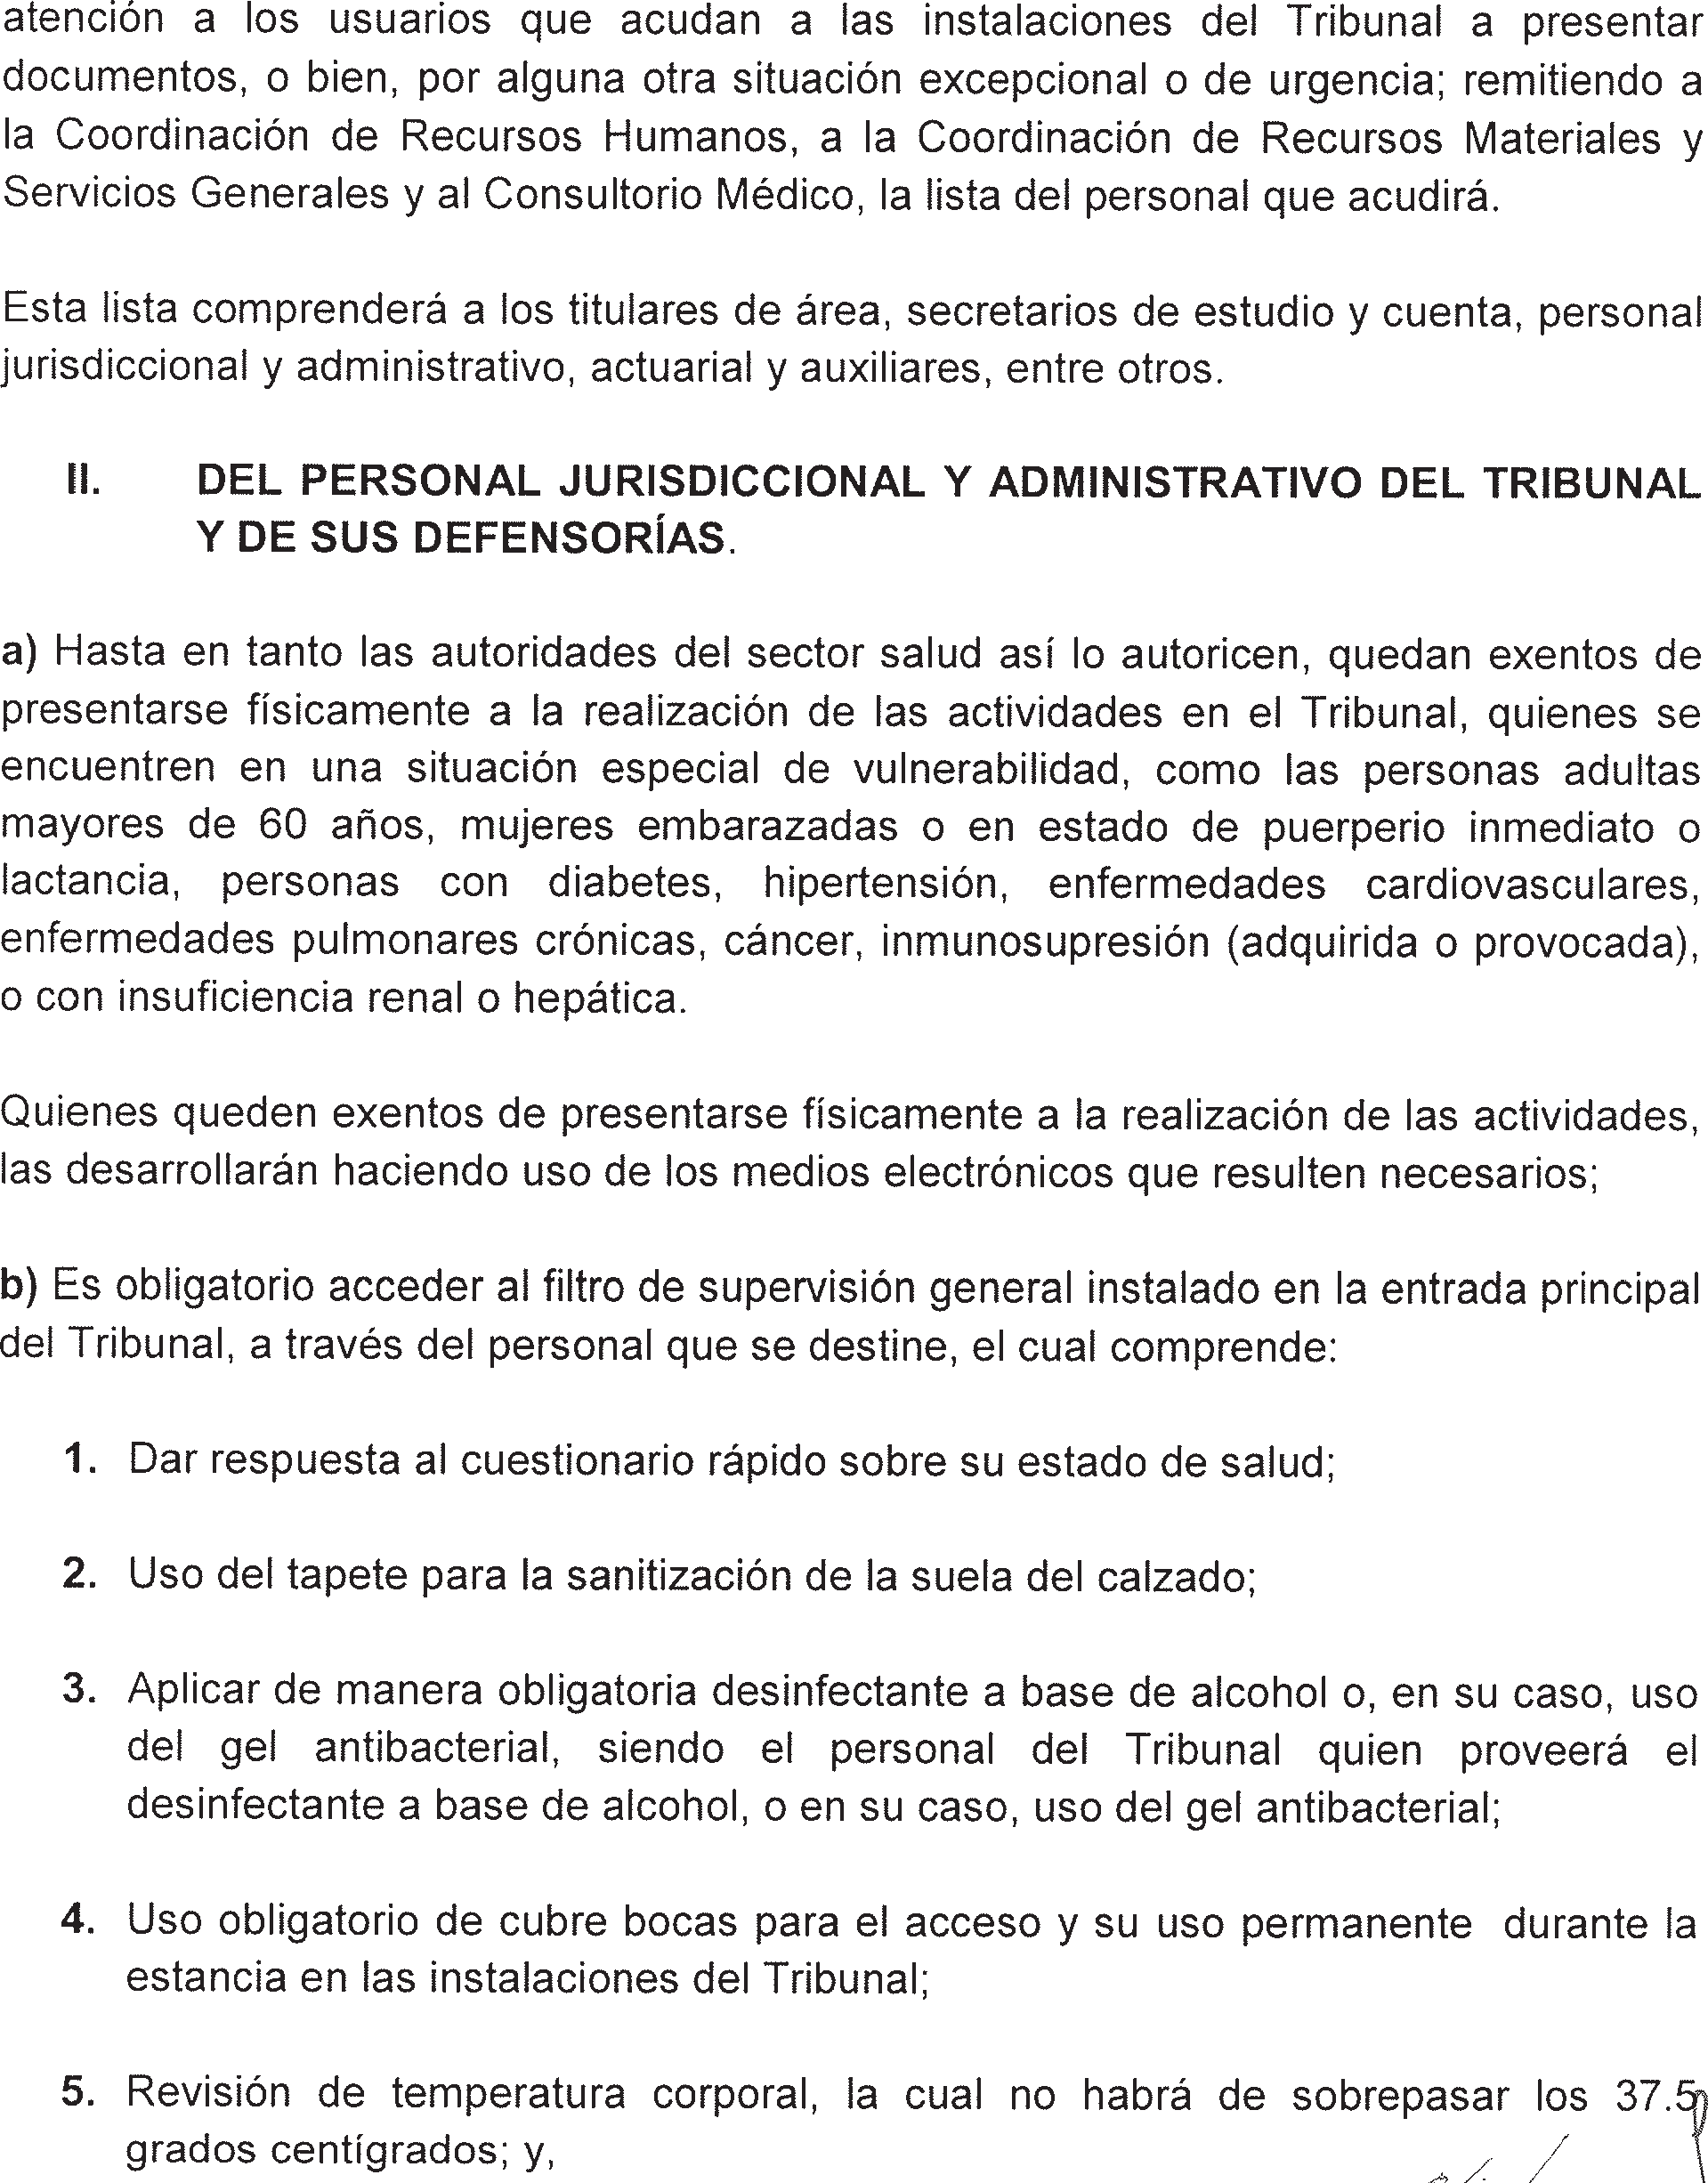 atención a los usuarios que acudan a las instalaciones del Tribunal a presentar
documentos, o bien, por alguna otra situación excepcional o de urgencia; remitiendo a
la Coordinación de Recursos Humanos, a la Coordinación de Recursos Materiales y
Servicios Generales y al Consultorio Médico, la lista del personal que acudirá.
Esta lista comprenderá a los titulares de área, secretarios de estudio y cuenta, personal
jurisdiccional y administrativo, actuarial y auxiliares, entre otros.
II. DEL PERSONAL JURISDICCIONAL Y ADMINISTRATIVO DEL TRIBUNAL
Y DE SUS DEFENSORÍAS.
a) Hasta en tanto las autoridades del sector salud así lo autoricen, quedan exentos de
presentarse físicamente a la realización de las actividades en el Tribunal, quienes se
encuentren en una situación especial de vulnerabilidad, como las personas adultas
mayores de 60 años, mujeres embarazadas o en estado de puerperio inmediato o
lactancia, personas con diabetes, hipertensión, enfermedades cardiovasculares,
enfermedades pulmonares crónicas, cáncer, inmunosupresión (adquirida o provocada),
o con insuficiencia renal o hepática.
Quienes queden exentos de presentarse físicamente a la realización de las actividades,
las desarrollarán haciendo uso de los medios electrónicos que resulten necesarios;
b) Es obligatorio acceder al filtro de supervisión general instalado en la entrada principal
del Tribunal, a través del personal que se destine, el cual comprende:
1. Dar respuesta al cuestionario rápido sobre su estado de salud;
2. Uso del tapete para la sanitización de la suela del calzado;
3. Aplicar de manera obligatoria desinfectante a base de alcohol o, en su caso, uso
del gel antibacterial, siendo el personal del Tribunal quien proveerá el
desinfectante a base de alcohol, o en su caso, uso del gel antibacterial;
4. Uso obligatorio de cubre bocas para el acceso y su uso permanente durante la
estancia en las instalaciones del Tribunal;
5. Revisión de temperatura corporal, la cual no habrá de sobrepasar los 37.5
grados centígrados; y,